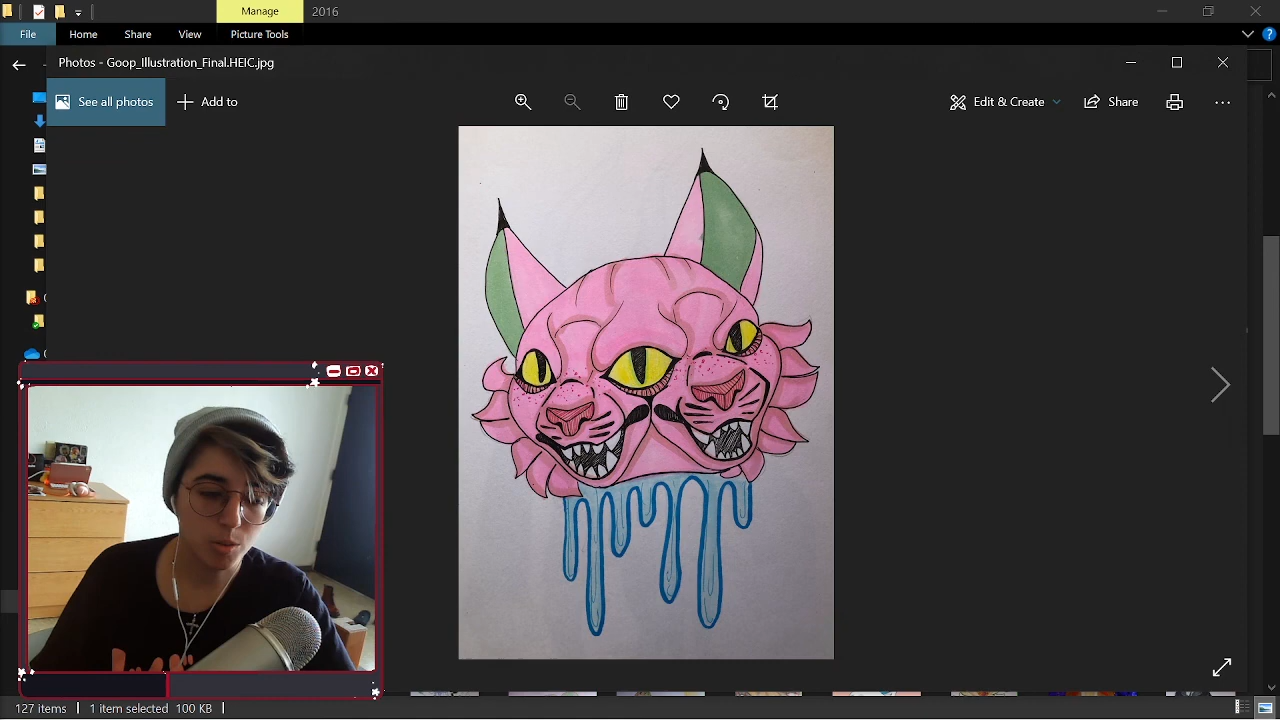 Manage
2016
File
Home
Share
View
Picture Tools
Photos - Goop_Illustration_Final.HEIC.jpg
See all photos
Add to
Edit & Create
Share
127 items
1 item selected
100 KB